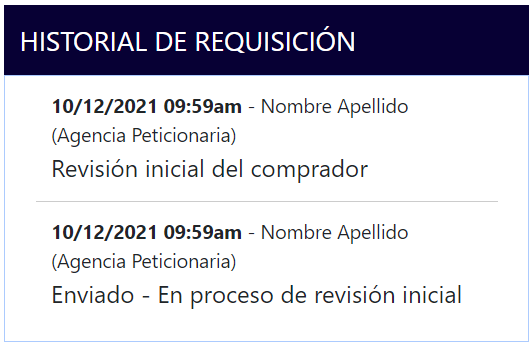 HISTORIAL DE REQUISICIÓN
10/12/2021 09:59am - Nombre Apellido
(Agencia Peticionaria)
Revisión inicial del comprador
10/12/2021 09:59am - Nombre Apellido
(Agencia Peticionaria)
Enviado - En proceso de revisión inicial